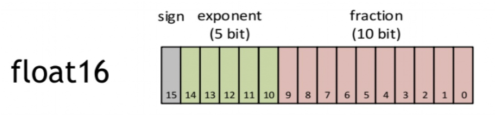 sign exponent fraction
(5 bit) (10 bit)
float16
15 14 13 12 11 10 9 8 7 6 5 4 3 2 1 0